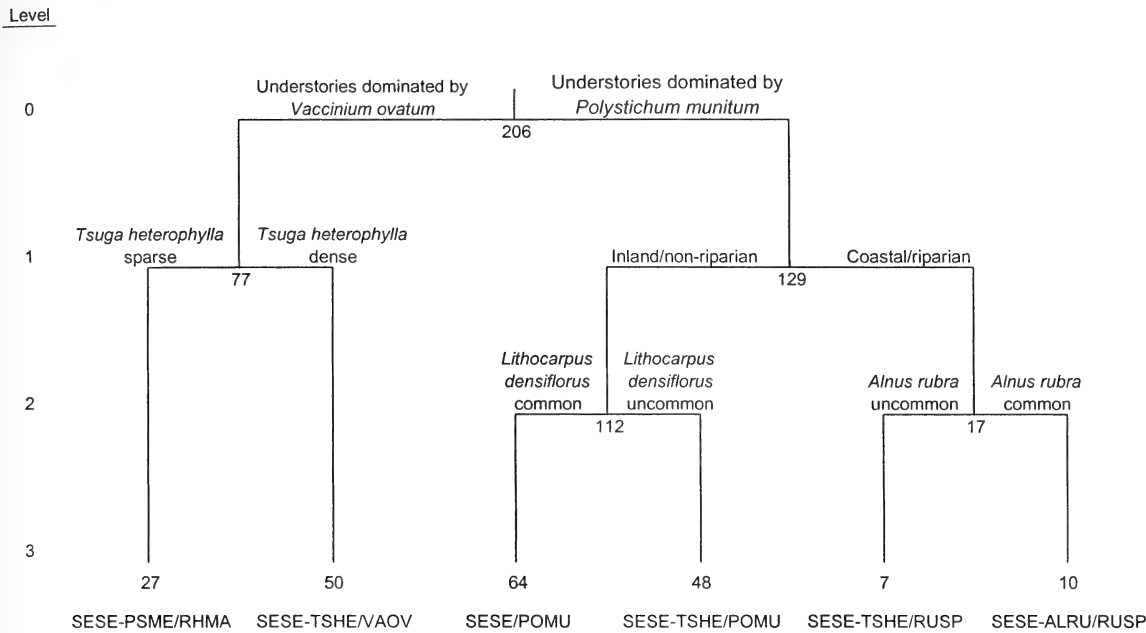 Level
Understories dominated by
Vaccinium ovatum
Understories dominated by
Polystichum munitum
0
206
Tsuga heterophylla
sparse
Tsuga heterophylla
dense
Inland/non-riparian
Coastal/riparian
1
77
129
Lithocarpus
densiflorus
common
Lithocarpus
densiflorus
uncommon
Alnus rubra
uncommon
Alnus rubra
common
2
112
17
3
27
50
64
48
7
10
SESE-PSME/RHMA
SESE-TSHE/VAOV
SESE/POMU
SESE-TSHE/POMU
SESE-TSHE/RUSP
SESE-ALRU/RUSP